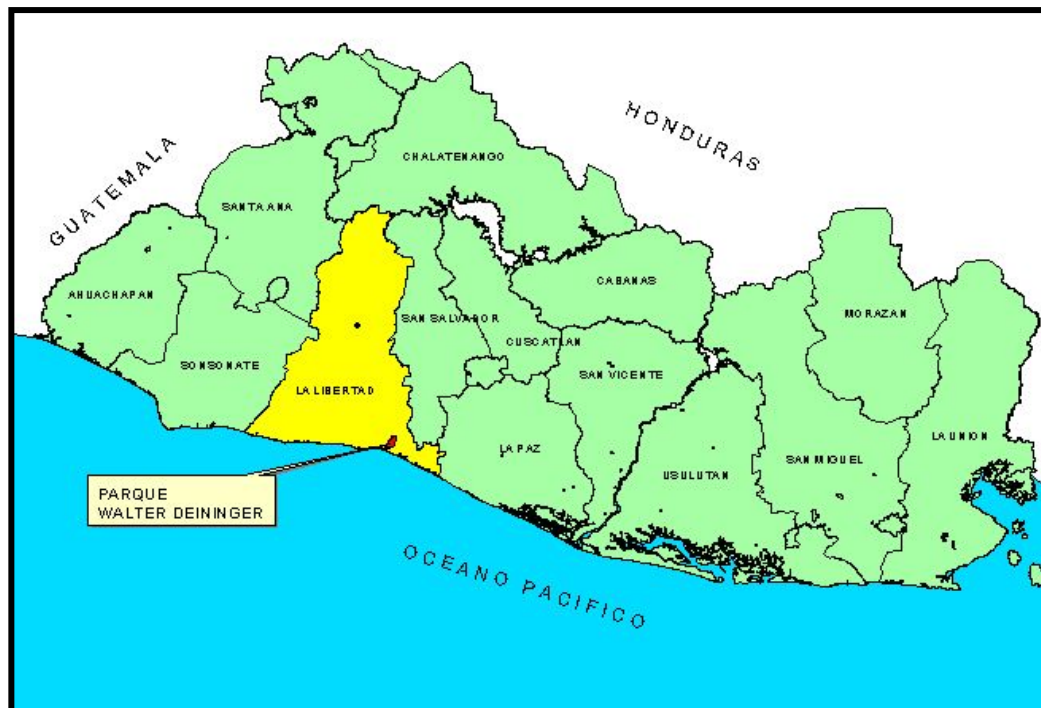 HONDURAS
GUATEMALA
CHALATENANGO
SANTA ANA
CABANAS
AHUACHAPAN
MORAZAN
SAN SALVADOR
CUSCATLAN
SONSONATE
SAN VICENTE
LA LIBERTAD
LA UNION
LA PAZ
SAN MIGUEL
USULUTAN
PARQUE
WALTER DEININGER
OCEANO PACIFICO